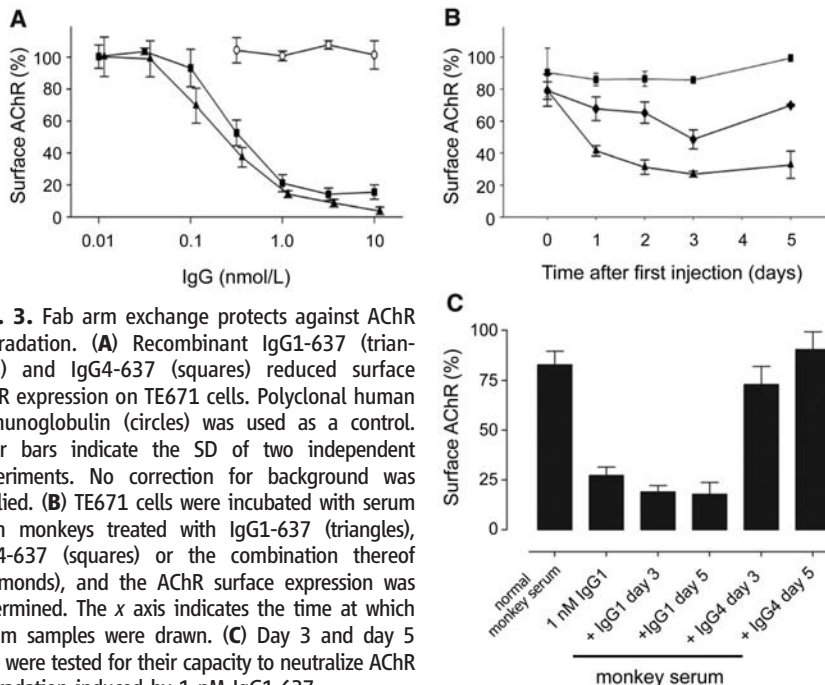 A
Surface AChR (%)
100
80
60
40
20
0
0.01 0.1 1.0 10
IgG (nmol/L)
B
Surface AChR (%)
100
80
60
40
20
0
0 1 2 3 4 5
Time after first injection (days)
. 3. Fab arm exchange protects against AChR
radation. (A) Recombinant IgG1-637 (trian-
) and IgG4-637 (squares) reduced surface
R expression on TE671 cells. Polyclonal human
unoglobulin (circles) was used as a control.
r bars indicate the SD of two independent
eriments. No correction for background was
lied. (B) TE671 cells were incubated with serum
m monkeys treated with IgG1-637 (triangles),
4-637 (squares) or the combination thereof
monds), and the AChR surface expression was
ermined. The x axis indicates the time at which
m samples were drawn. (C) Day 3 and day 5
were tested for their capacity to neutralize AChR
radation induced by 1 nM IgG1-637.
C
Surface AChR (%)
100
75
50
25
0
normal
monkey serum
1 nM IgG1
+ IgG1 day 3
+IgG1 day 5
+ IgG4 day 3
+ IgG4 day 5
monkey serum